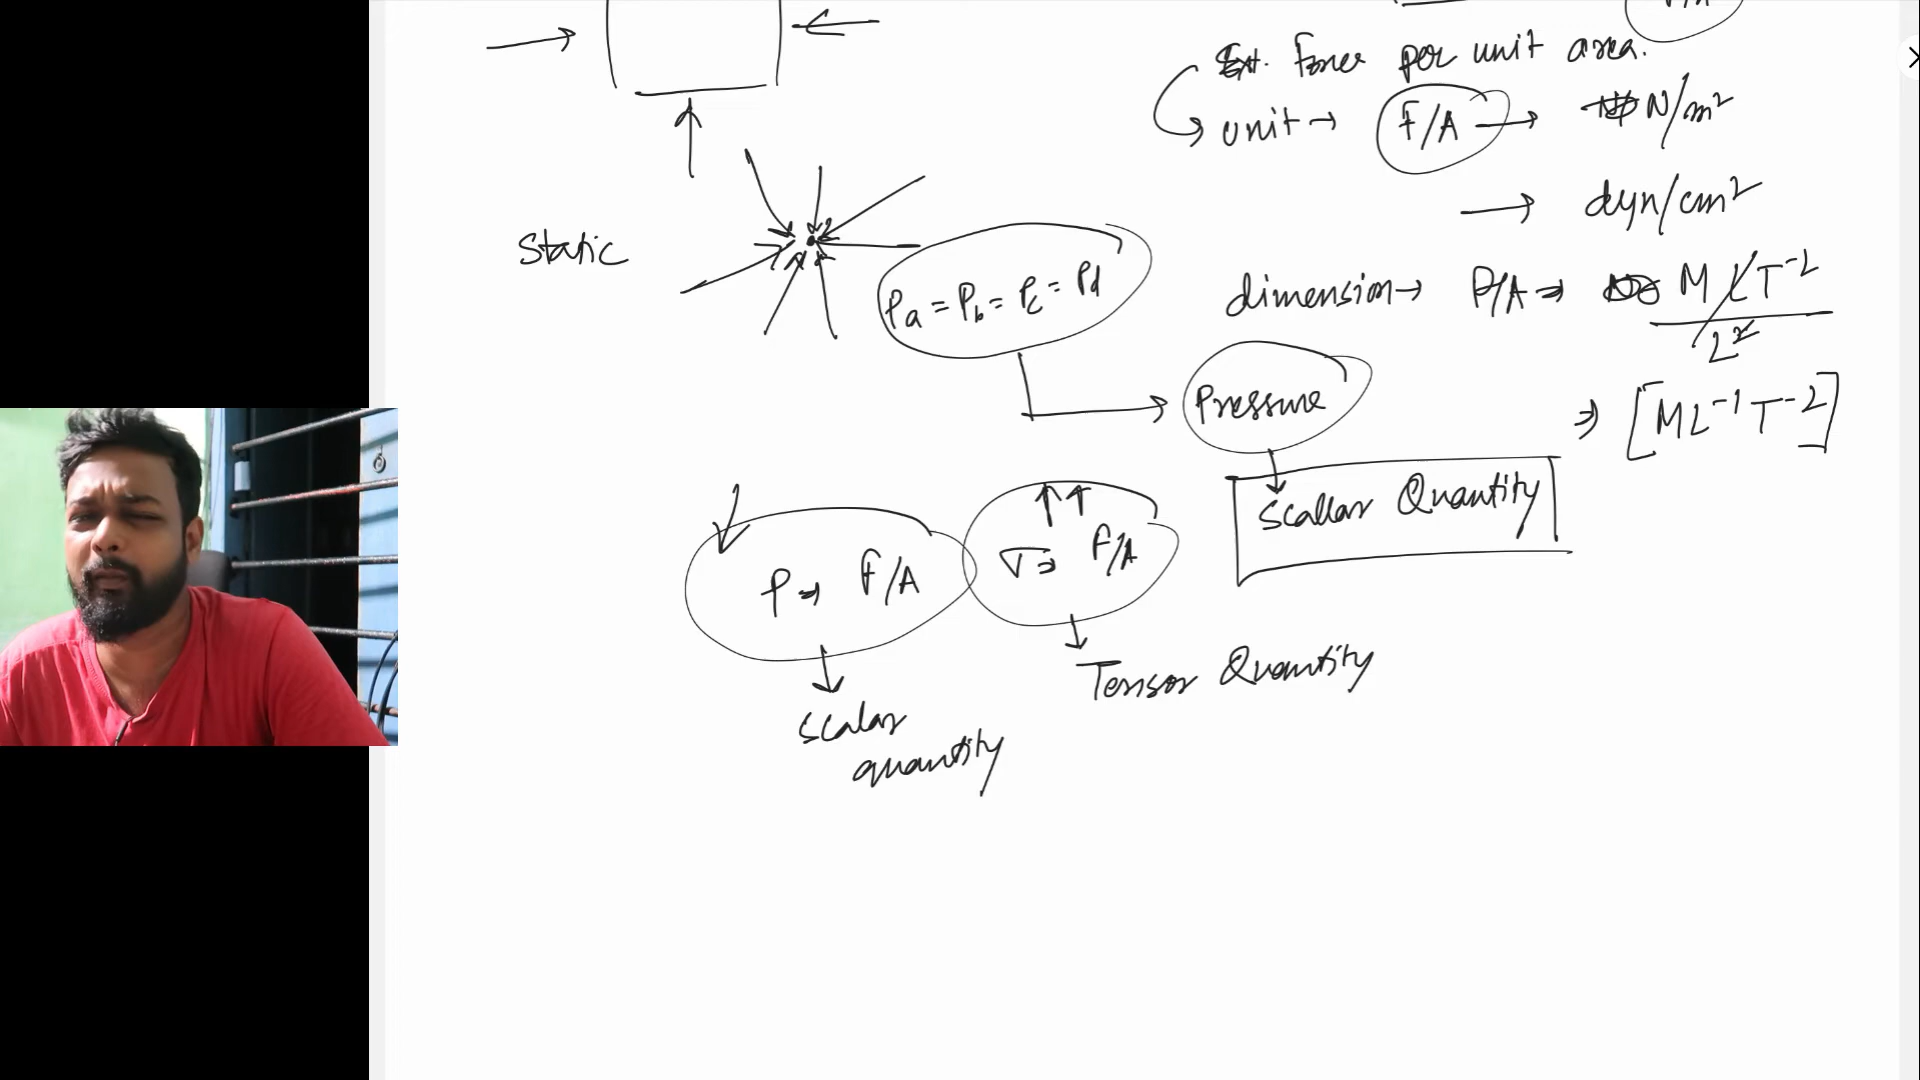 Ext. Force per unit area.
unit → F/A → N/m²
→ dyn/cm²
Static
Pa = Pb = Pc = Pd
dimension → P/A ⇒ M L T⁻² / L²
Pressure
⇒ [ML⁻¹T⁻²]
Scallar Quantity
P → F/A
σ ⇒ F/A
Tensor Quantity
Scalar
quantity